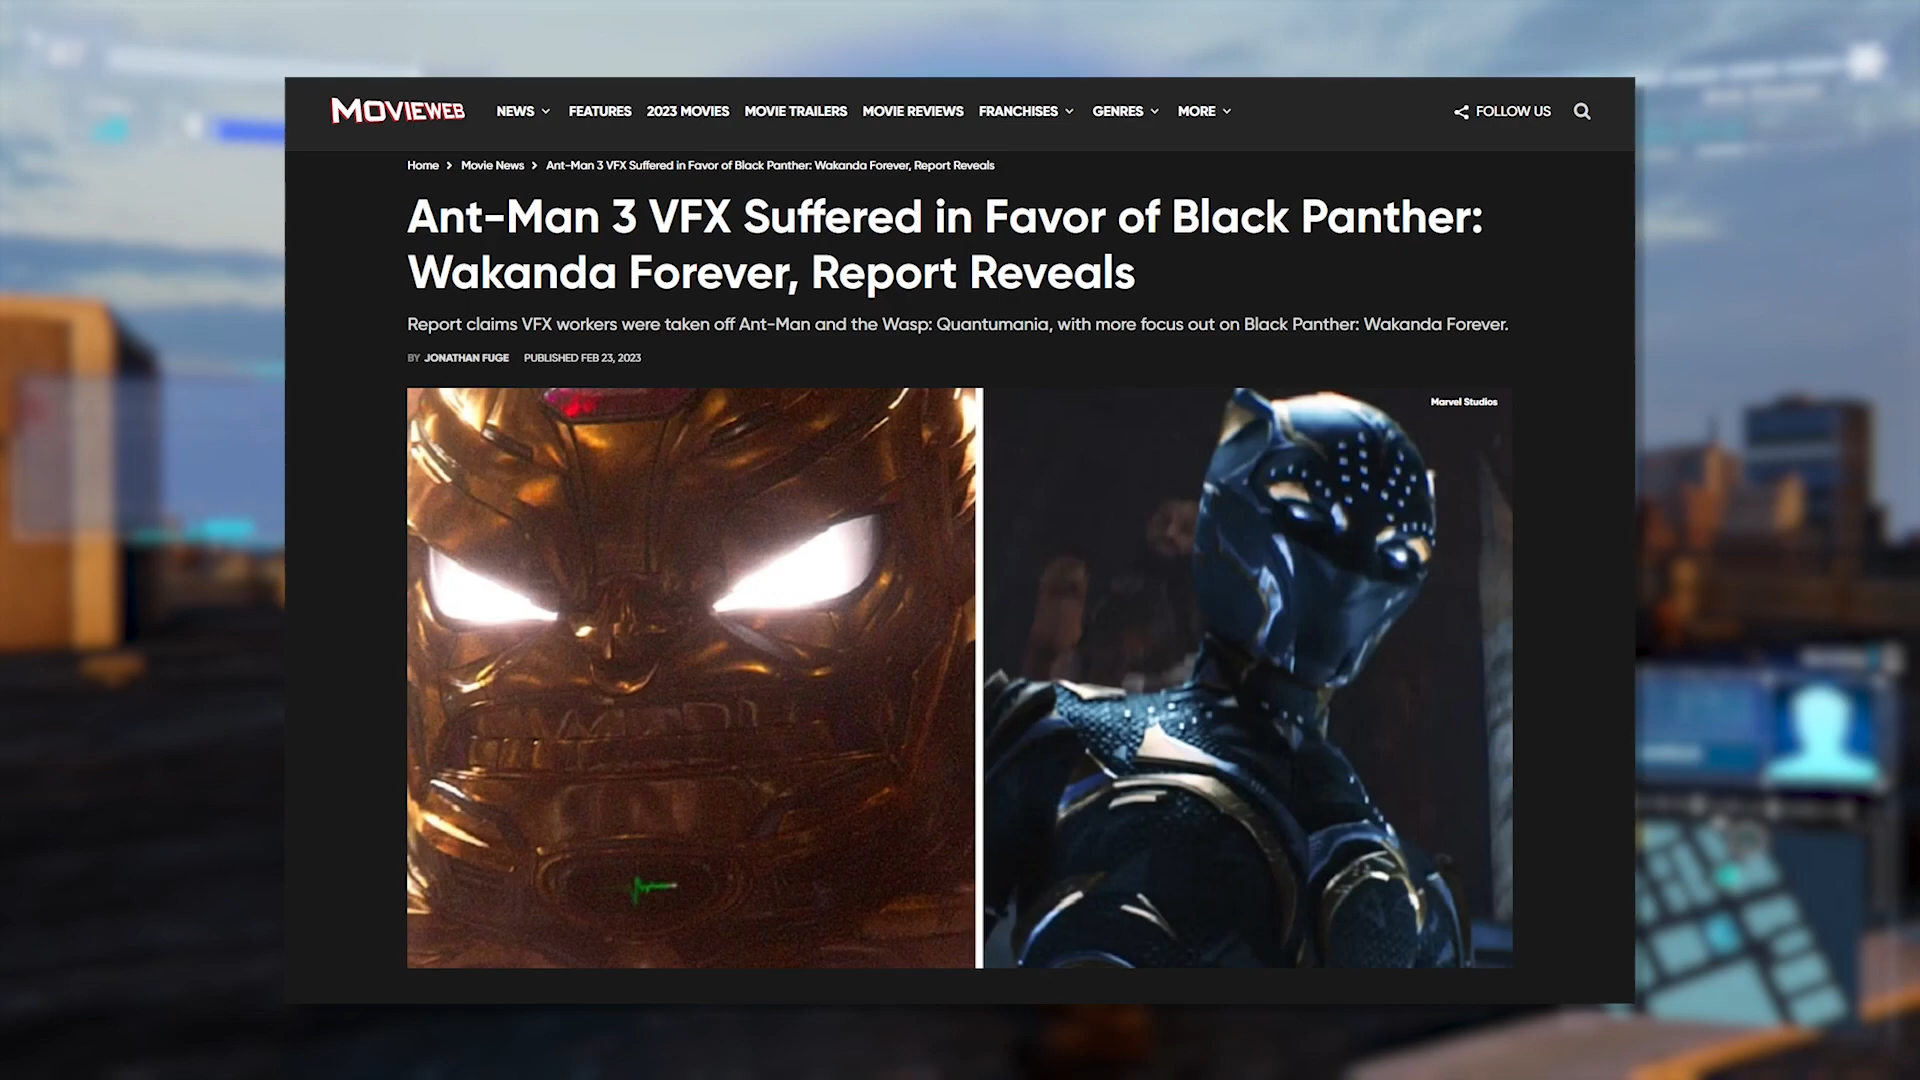 MOVIEWEB NEWS FEATURES 2023 MOVIES MOVIE TRAILERS MOVIE REVIEWS FRANCHISES GENRES MORE FOLLOW US
Home > Movie News > Ant-Man 3 VFX Suffered in Favor of Black Panther: Wakanda Forever, Report Reveals
Ant-Man 3 VFX Suffered in Favor of Black Panther:
Wakanda Forever, Report Reveals
Report claims VFX workers were taken off Ant-Man and the Wasp: Quantumania, with more focus out on Black Panther: Wakanda Forever.
BY JONATHAN FUGE PUBLISHED FEB 23, 2023
Marvel Studios